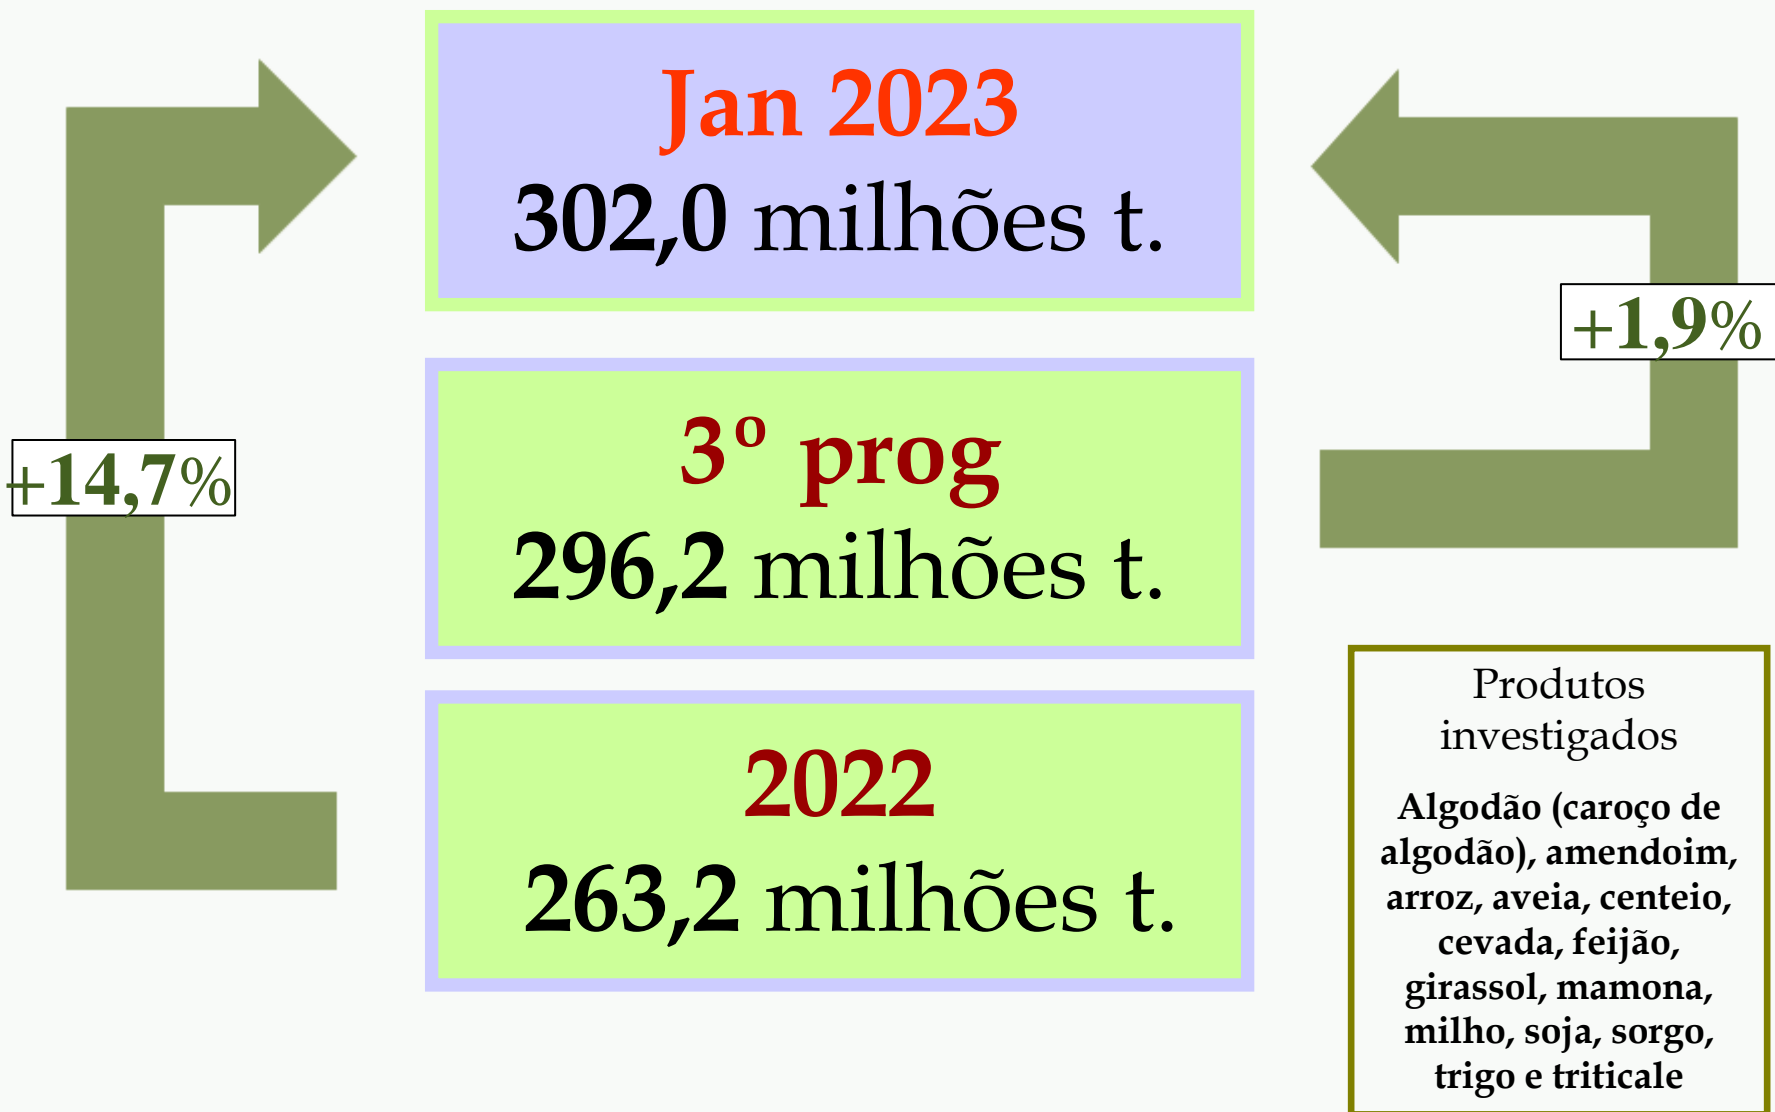 Jan 2023
302,0 milhões t.
+1,9%
3º prog
296,2 milhões t.
+14,7%
2022
263,2 milhões t.
Produtos
investigados
Algodão (caroço de
algodão), amendoim,
arroz, aveia, centeio,
cevada, feijão,
girassol, mamona,
milho, soja, sorgo,
trigo e triticale